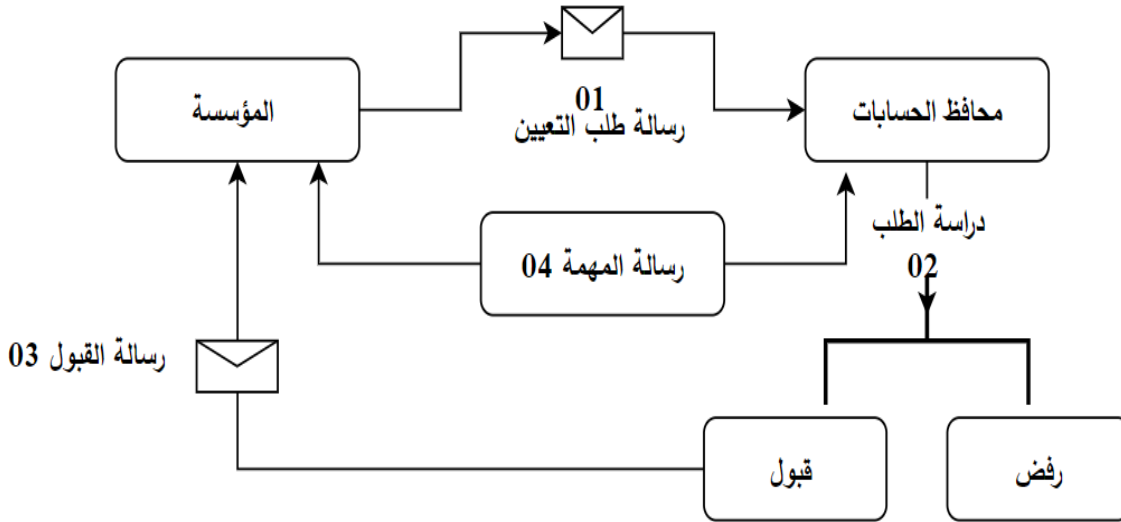 01
رسالة طلب التعيين
المؤسسة
محافظ الحسابات
دراسة الطلب
02
رسالة المهمة 04
رسالة القبول 03
قبول
رفض